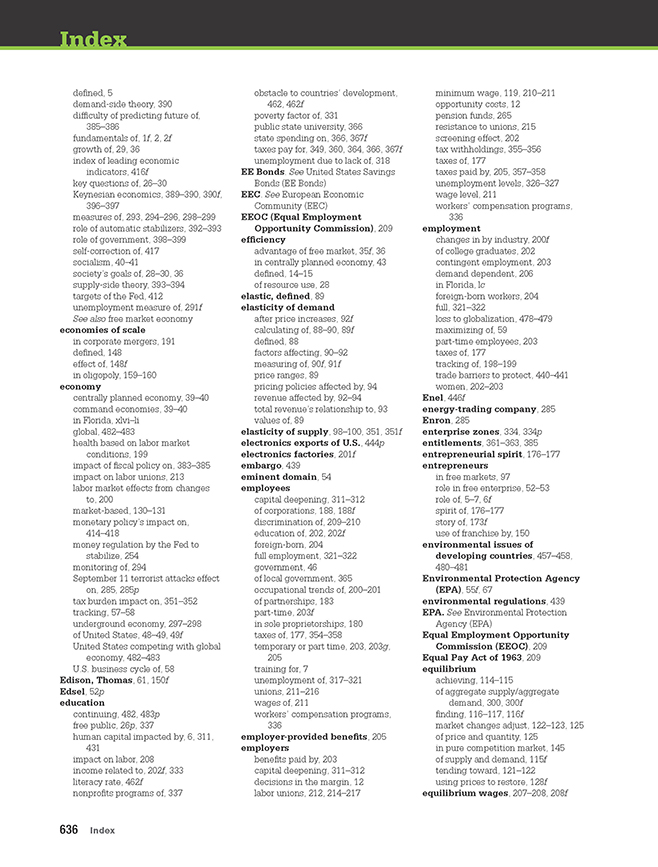 Index
defined, 5
demand-side theory, 390
difficulty of predicting future of,
385–386
fundamentals of, 1f, 2, 2f
growth of, 29, 36
index of leading economic
indicators, 416f
key questions of, 26–30
Keynesian economics, 389–390, 390f,
396–397
measures of, 293, 294–296, 298–299
role of automatic stabilizers, 392–393
role of government, 398–399
self-correction of, 417
socialism, 40–41
society's goals of, 28–30, 36
supply-side theory, 393–394
targets of the Fed, 412
unemployment measure of, 291f
See also free market economy
economies of scale
in corporate mergers, 191
defined, 148
effect of, 148f
in oligopoly, 159–160
economy
centrally planned economy, 39–40
command economies, 39–40
in Florida, xlvi–li
global, 482–483
health based on labor market
conditions, 199
impact of fiscal policy on, 383–385
impact on labor unions, 213
labor market effects from changes
to, 200
market-based, 130–131
monetary policy's impact on,
414–418
money regulation by the Fed to
stabilize, 254
monitoring of, 294
September 11 terrorist attacks effect
on, 285, 285p
tax burden impact on, 351–352
tracking, 57–58
underground economy, 297–298
of United States, 48–49, 49f
United States competing with global
economy, 482–483
U.S. business cycle of, 58
Edison, Thomas, 61, 150f
Edsel, 52p
education
continuing, 482, 483p
free public, 26p, 337
human capital impacted by, 6, 311,
431
impact on labor, 208
income related to, 202f, 333
literacy rate, 462f
nonprofits programs of, 337
obstacle to countries' development,
462, 462f
poverty factor of, 331
public state university, 366
state spending on, 366, 367f
taxes pay for, 349, 360, 364, 366, 367f
unemployment due to lack of, 318
EE Bonds. See United States Savings
Bonds (EE Bonds)
EEC. See European Economic
Community (EEC)
EEOC (Equal Employment
Opportunity Commission), 209
efficiency
advantage of free market, 35f, 36
in centrally planned economy, 43
defined, 14–15
of resource use, 28
elastic, defined, 89
elasticity of demand
after price increases, 92f
calculating of, 88–90, 89f
defined, 88
factors affecting, 90–92
measuring of, 90f, 91f
price ranges, 89
pricing policies affected by, 94
revenue affected by, 92–94
total revenue's relationship to, 93
values of, 89
elasticity of supply, 98–100, 351, 351f
electronics exports of U.S., 444p
electronics factories, 201f
embargo, 439
eminent domain, 54
employees
capital deepening, 311–312
of corporations, 188, 188f
discrimination of, 209–210
education of, 202, 202f
foreign-born, 204
full employment, 321–322
government, 46
of local government, 365
occupational trends of, 200–201
of partnerships, 183
part-time, 203f
in sole proprietorships, 180
taxes of, 177, 354–358
temporary or part time, 203, 203g,
205
training for, 7
unemployment of, 317–321
unions, 211–216
wages of, 211
workers' compensation programs,
336
employer-provided benefits, 205
employers
benefits paid by, 203
capital deepening, 311–312
decisions in the margin, 12
labor unions, 212, 214–217
minimum wage, 119, 210–211
opportunity costs, 12
pension funds, 265
resistance to unions, 215
screening effect, 202
tax withholdings, 355–356
taxes of, 177
taxes paid by, 205, 357–358
unemployment levels, 326–327
wage level, 211
workers' compensation programs,
336
employment
changes in by industry, 200f
of college graduates, 202
contingent employment, 203
demand dependent, 206
in Florida, lc
foreign-born workers, 204
full, 321–322
loss to globalization, 478–479
maximizing of, 59
part-time employees, 203
taxes of, 177
tracking of, 198–199
trade barriers to protect, 440–441
women, 202–203
Enel, 446f
energy-trading company, 285
Enron, 285
enterprise zones, 334, 334p
entitlements, 361–363, 385
entrepreneurial spirit, 176–177
entrepreneurs
in free markets, 97
role in free enterprise, 52–53
role of, 5–7, 6f
spirit of, 176–177
story of, 173f
use of franchise by, 150
environmental issues of
developing countries, 457–458,
480–481
Environmental Protection Agency
(EPA), 55f, 67
environmental regulations, 439
EPA. See Environmental Protection
Agency (EPA)
Equal Employment Opportunity
Commission (EEOC), 209
Equal Pay Act of 1963, 209
equilibrium
achieving, 114–115
of aggregate supply/aggregate
demand, 300, 300f
finding, 116–117, 116f
market changes adjust, 122–123, 125
of price and quantity, 125
in pure competition market, 145
of supply and demand, 115f
tending toward, 121–122
using prices to restore, 128f
equilibrium wages, 207–208, 208f
636 Index